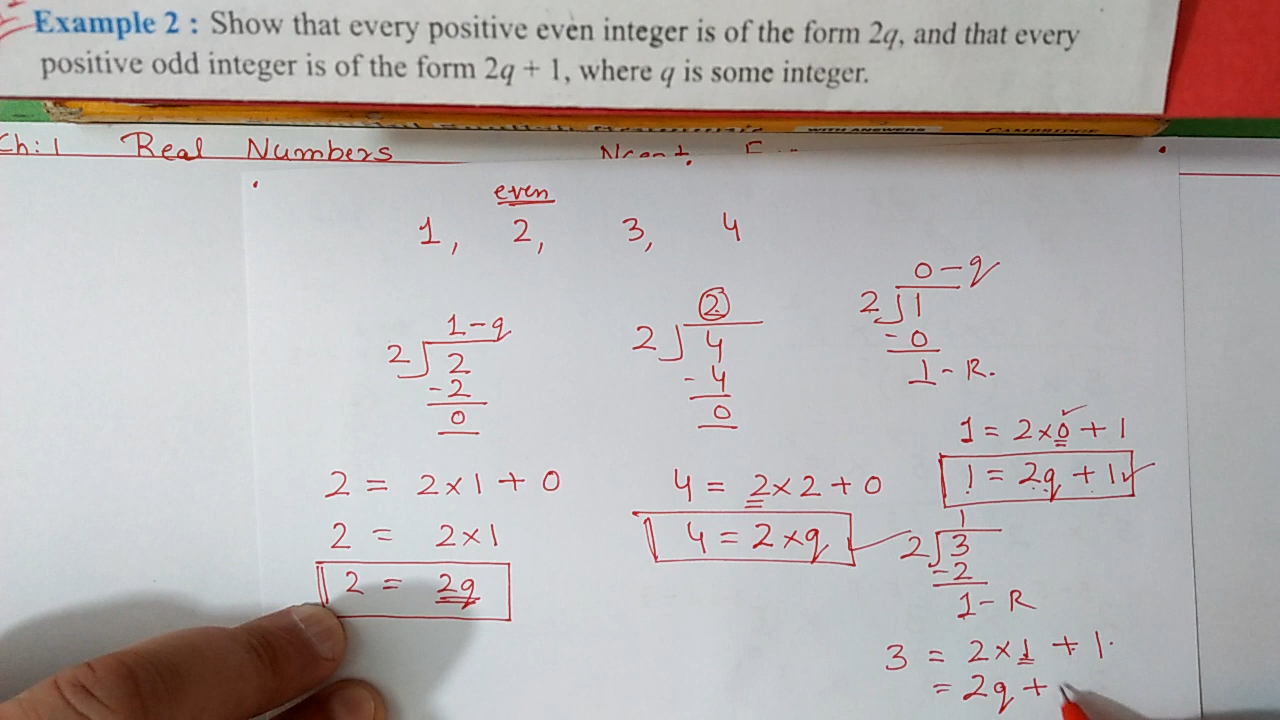 Example 2 : Show that every positive even integer is of the form 2q, and that every
positive odd integer is of the form 2q + 1, where q is some integer.
WITH ANSWERS CAMBRIDGE
Ch:1 Real Numbers
even
1, 2, 3, 4
1-q
2 2
-2
0
2 = 2×1+0
2 = 2×1
2 = 2q
2
2 4
-4
0
4 = 2×2+0
4 = 2×q
0-q
2 1
-0
1-R.
1 = 2×0+1
1 = 2q+1
1
2 3
-2
1-R
3 = 2×1+1.
= 2q+